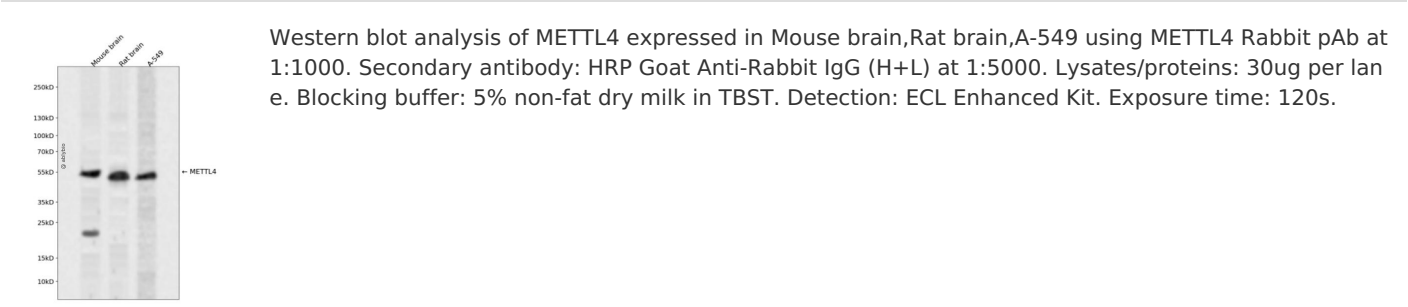 Western blot analysis of METTL4 expressed in Mouse brain,Rat brain,A-549 using METTL4 Rabbit pAb at
1:1000. Secondary antibody: HRP Goat Anti-Rabbit IgG (H+L) at 1:5000. Lysates/proteins: 30ug per lan
e. Blocking buffer: 5% non-fat dry milk in TBST. Detection: ECL Enhanced Kit. Exposure time: 120s.
Mouse brain
Rat brain
A-549
250kD
130kD
100kD
70kD
55kD
← METTL4
35kD
25kD
15kD
10kD